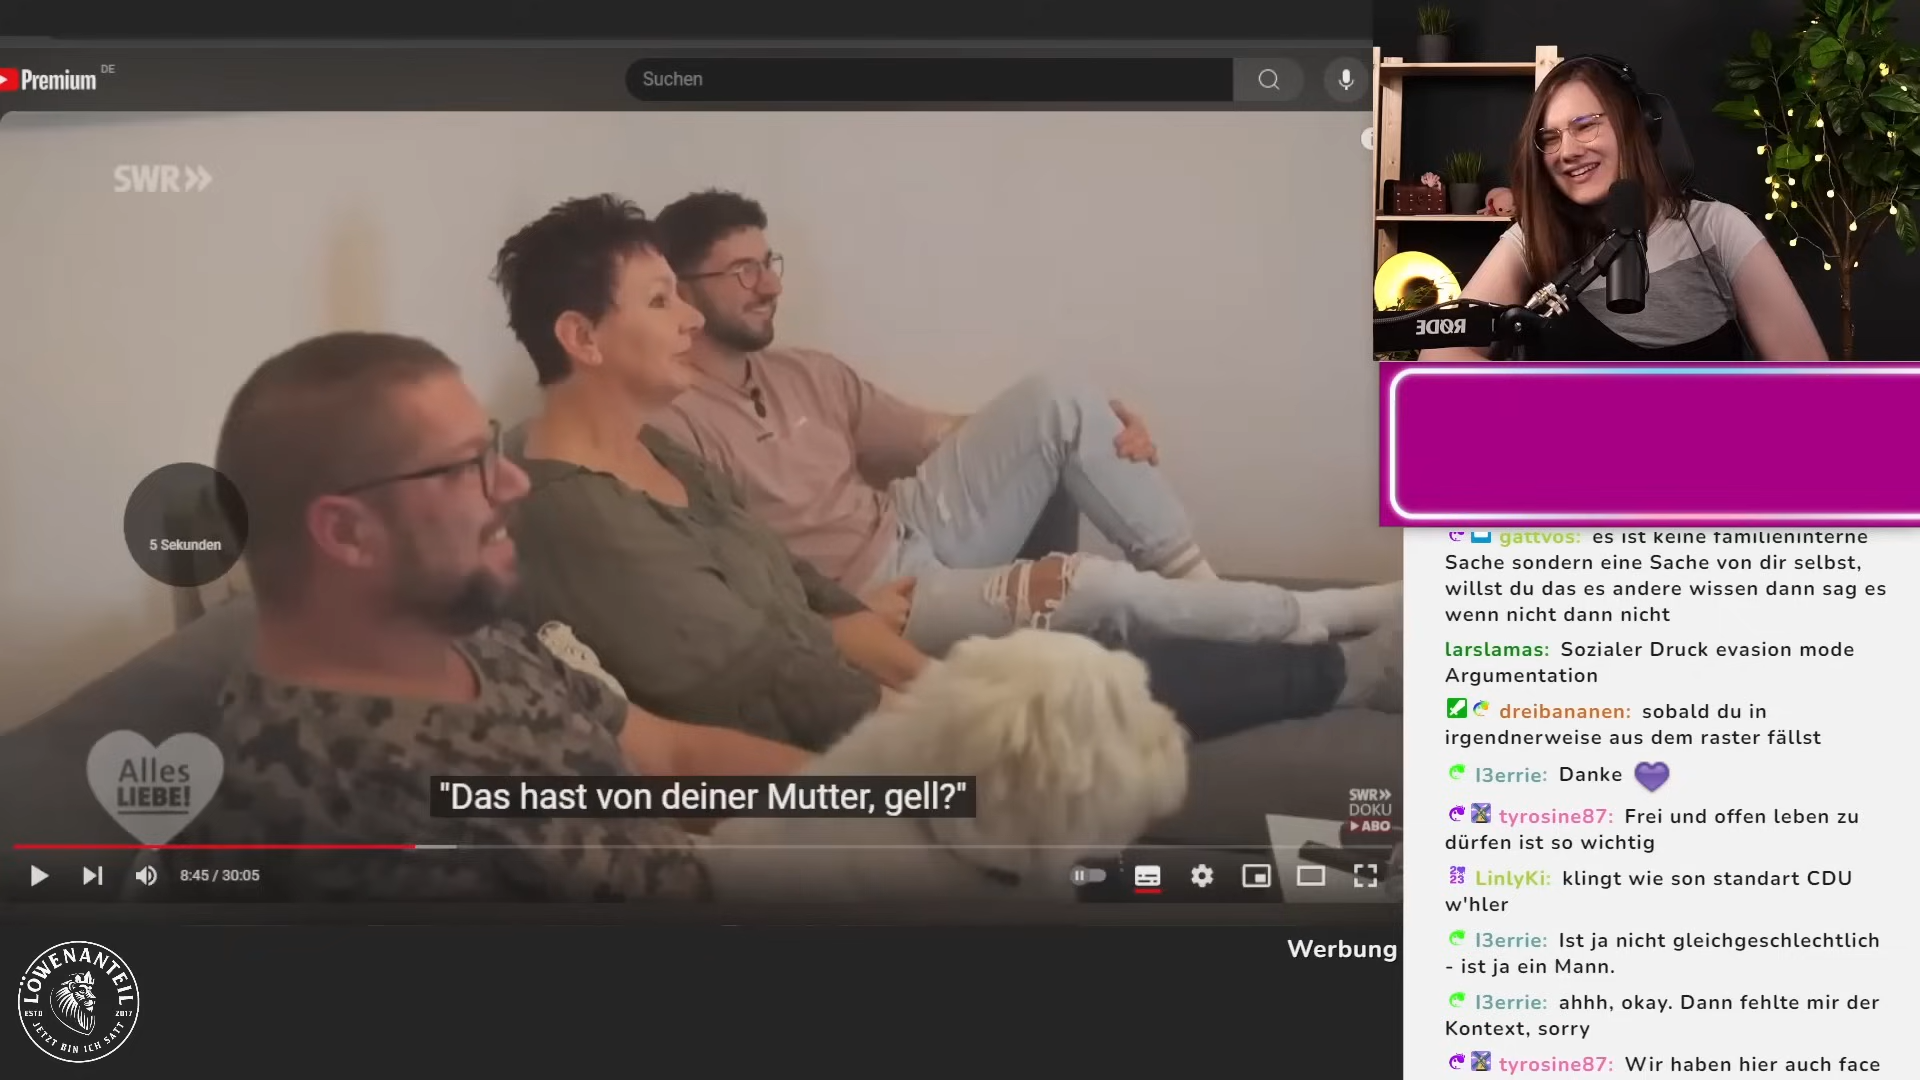 Premium DE
Suchen
SWR»
5 Sekunden
Alles
LIEBE!
"Das hast von deiner Mutter, gell?"
SWR»
DOKU
ABO
8:45 / 30:05
Werbung
LÖWENANTEIL
ESTD 2017
JETZT BIN ICH SATT
RØDE
gattvos: es ist keine familieninterne
Sache sondern eine Sache von dir selbst,
willst du das es andere wissen dann sag es
wenn nicht dann nicht
larslamas: Sozialer Druck evasion mode
Argumentation
dreibananen: sobald du in
irgendnerweise aus dem raster fällst
l3errie: Danke
tyrosine87: Frei und offen leben zu
dürfen ist so wichtig
LinlyKi: klingt wie son standart CDU
w'hler
l3errie: Ist ja nicht gleichgeschlechtlich
- ist ja ein Mann.
l3errie: ahhh, okay. Dann fehlte mir der
Kontext, sorry
tyrosine87: Wir haben hier auch face